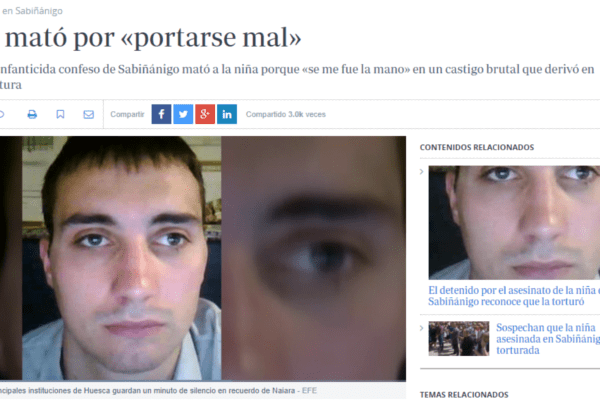 en Sabiñánigo
mató por «portarse mal»
nfanticida confeso de Sabiñánigo mató a la niña porque «se me fue la mano» en un castigo brutal que derivó en
tura
Compartir
Compartido 3.0k veces
CONTENIDOS RELACIONADOS
El detenido por el asesinato de la niña
Sabiñánigo reconoce que la torturó
Sospechan que la niña
asesinada en Sabiñánig
torturada
ncipales instituciones de Huesca guardan un minuto de silencio en recuerdo de Naiara - EFE
TEMAS RELACIONADOS